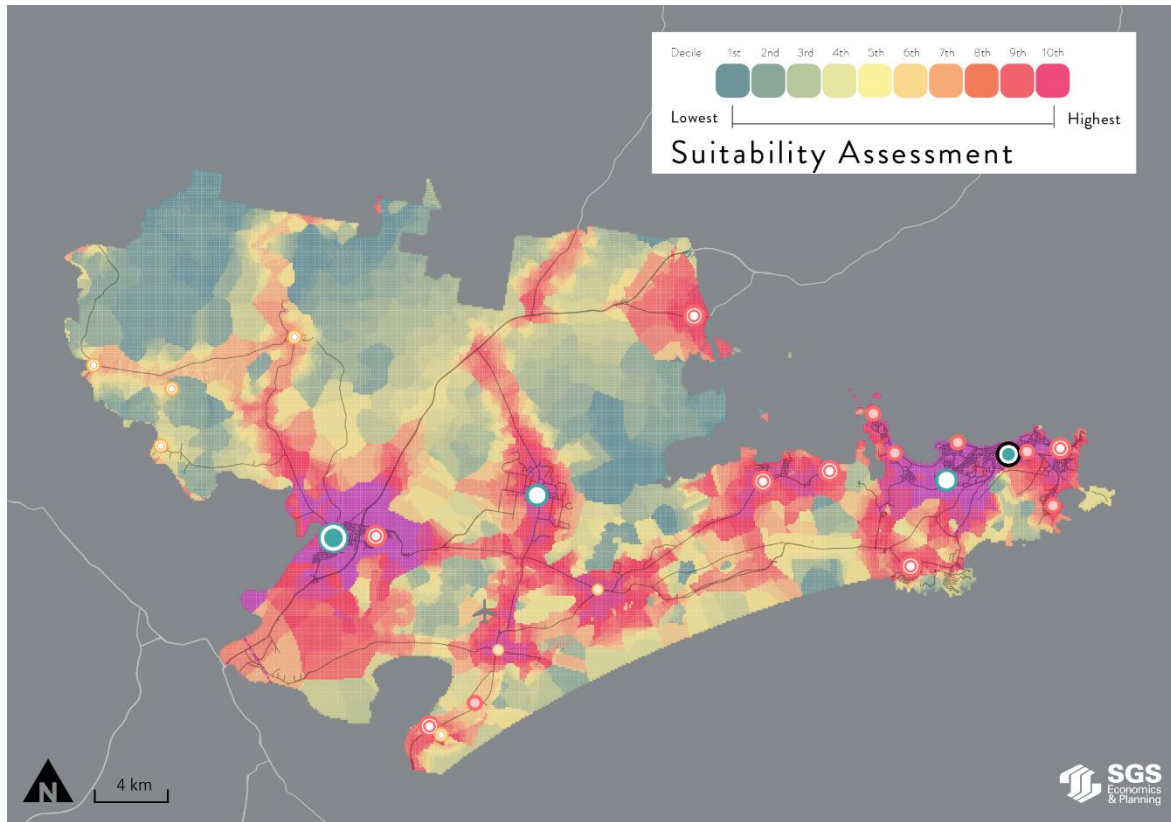 Decile 1st 2nd 3rd 4th 5th 6th 7th 8th 9th 10th
Lowest Highest
Suitability Assessment
N
4 km
SGS
Economics
& Planning